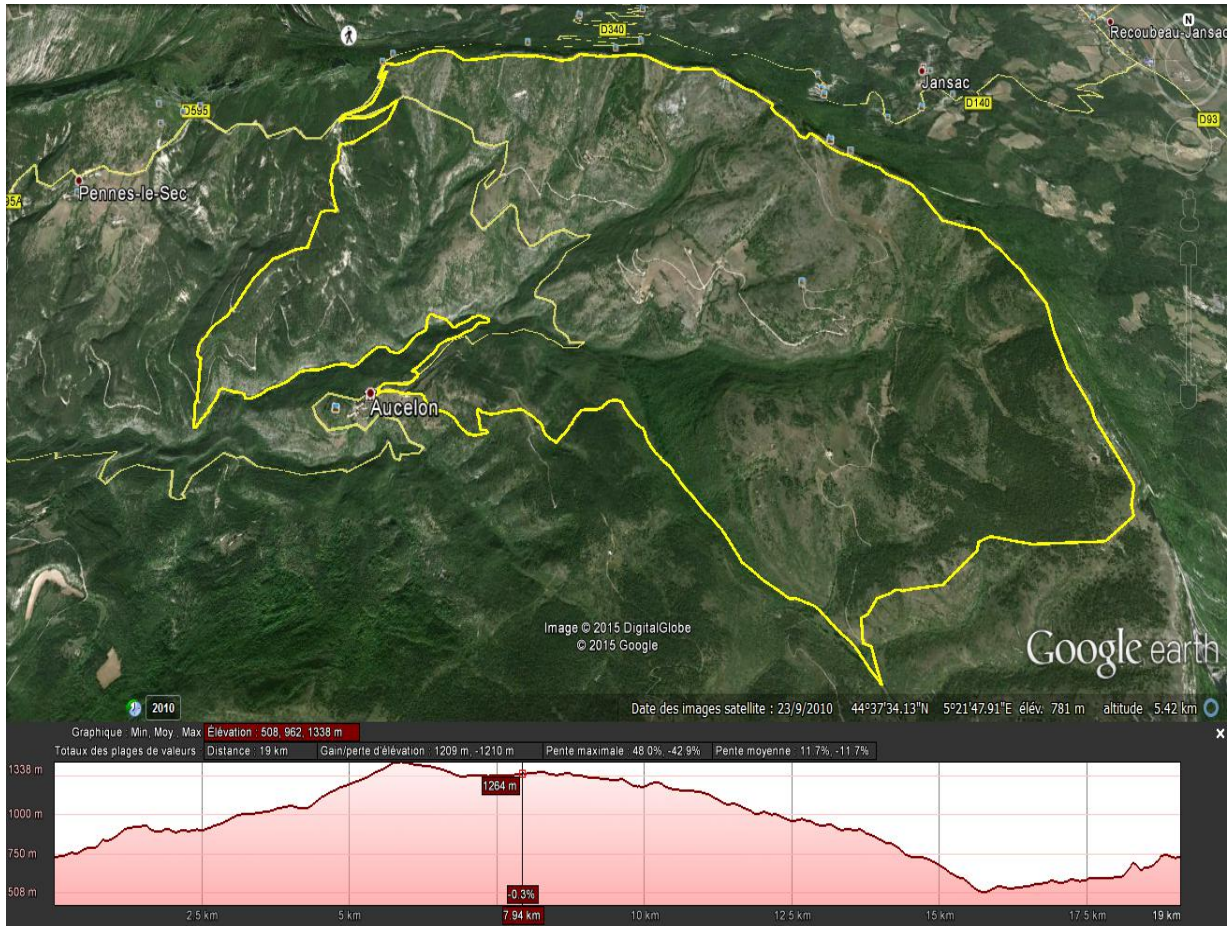 D340
N
Recoubeau-Jansac
Jansac
D595
D140
D93
Pennes-le-Sec
95A
Aucelon
Image © 2015 DigitalGlobe
© 2015 Google
Google earth
2010
Date des images satellite : 23/9/2010 44°37'34.13"N 5°21'47.91"E élév. 781 m altitude 5.42 km
Graphique : Min, Moy, Max Élévation : 508, 962, 1338 m
x
Totaux des plages de valeurs : Distance : 19 km Gain/perte d'élévation : 1209 m, -1210 m Pente maximale : 48.0%, -42.9% Pente moyenne : 11.7%, -11.7%
1338 m
1264 m
1000 m
750 m
508 m
-0.3%
2.5 km 5 km 7.94 km 10 km 12.5 km 15 km 17.5 km 19 km